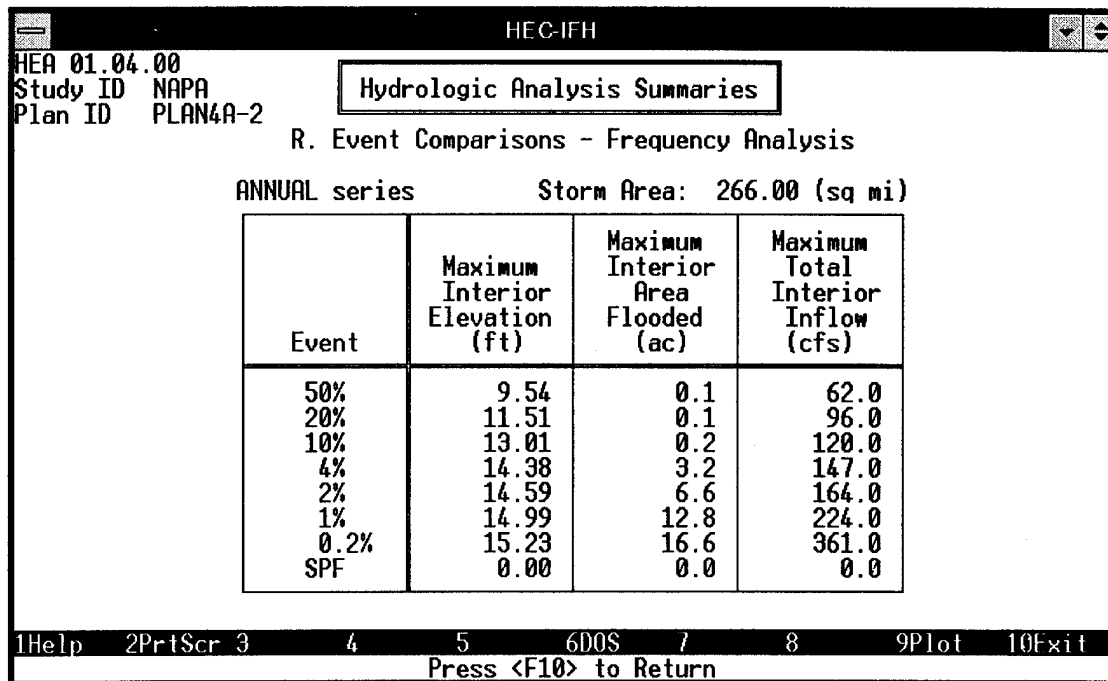 HEC-IFH
HEA 01.04.00
Study ID NAPA
Plan ID PLAN4A-2
Hydrologic Analysis Summaries
R. Event Comparisons - Frequency Analysis
ANNUAL series Storm Area: 266.00 (sq mi)
Event
Maximum
Interior
Elevation
(ft)
Maximum
Interior
Area
Flooded
(ac)
Maximum
Total
Interior
Inflow
(cfs)
50% 9.54 0.1 62.0
20% 11.51 0.1 96.0
10% 13.01 0.2 120.0
4% 14.38 3.2 147.0
2% 14.59 6.6 164.0
1% 14.99 12.8 224.0
0.2% 15.23 16.6 361.0
SPF 0.00 0.0 0.0
1Help 2PrtScr 3 4 5 6DOS 7 8 9Plot 10Exit
Press <F10> to Return